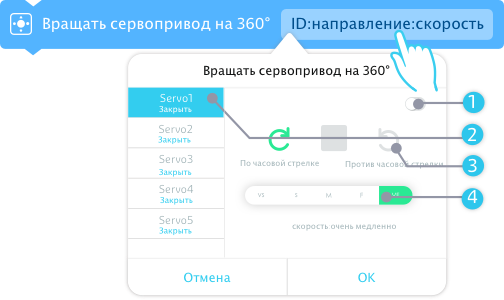 Вращать сервопривод на 360° ID:направление:скорость
Вращать сервопривод на 360°
Servo1
Закрыть
Servo2
Закрыть
Servo3
Закрыть
Servo4
Закрыть
Servo5
Закрыть
1
2
3
4
По часовой стрелке
Против часовой стрелки
VS S M F
скорость очень медленно
Отмена OK